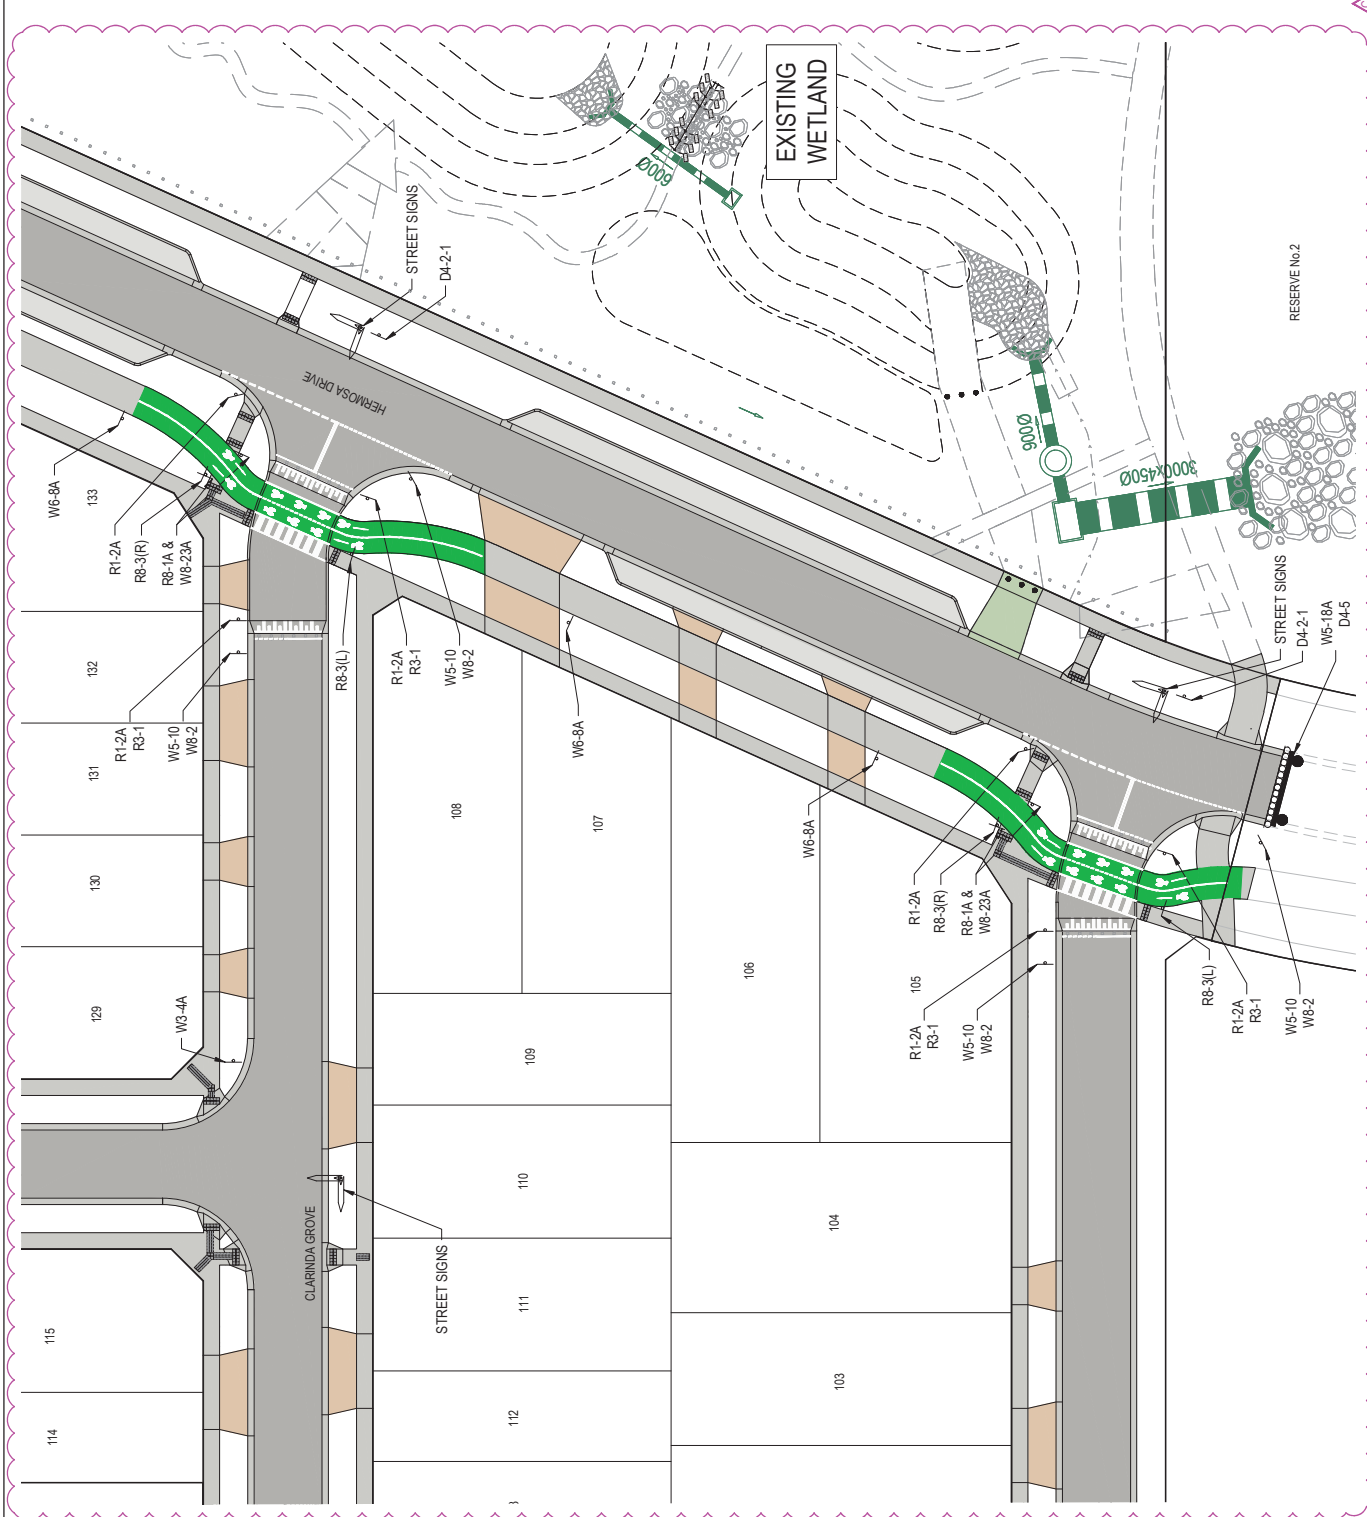 EXISTING
WETLAND
600Ø
STREET SIGNS
D4-2-1
HERMOSA DRIVE
RESERVE No.2
900Ø
3000x450Ø
W6-8A
133
R1-2A
R8-3(R)
R8-1A &
W8-23A
R8-3(L)
R1-2A
R3-1
W5-10
W8-2
132
R1-2A
R3-1
W5-10
W8-2
131
130
129
W3-4A
W6-8A
108
107
W6-8A
STREET SIGNS
D4-2-1
W5-18A
D4-5
R1-2A
R8-3(R)
R8-1A &
W8-23A
106
105
R1-2A
R3-1
W5-10
W8-2
R8-3(L)
R1-2A
R3-1
W5-10
W8-2
109
110
CLARINDA GROVE
STREET SIGNS
104
111
115
103
112
114